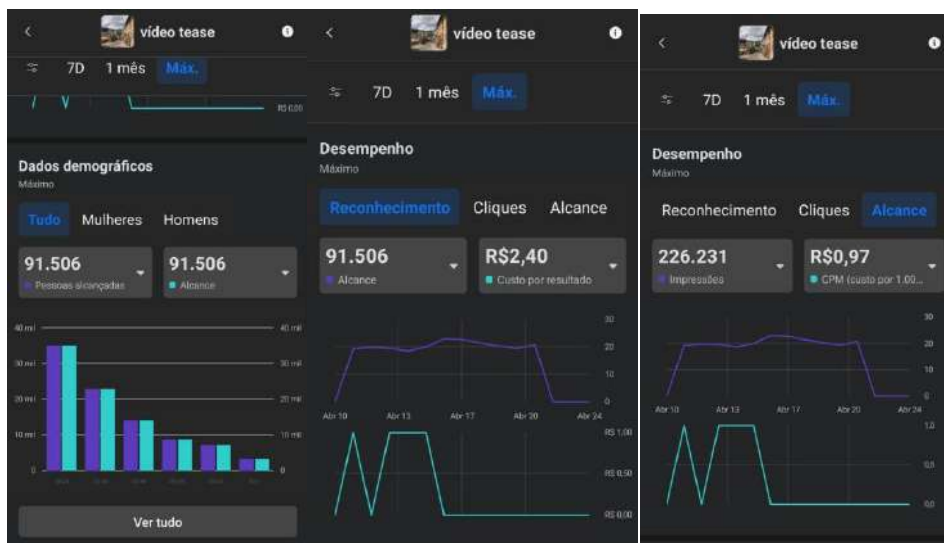 vídeo tease
7D 1 mês Máx.
R$ 0,00
Dados demográficos
Máximo
Tudo Mulheres Homens
91.506 91.506
Pessoas alcançadas Alcance
40 mil 40 mil
30 mil 30 mil
20 mil 20 mil
10 mil 10 mil
0 0
Ver tudo
vídeo tease
7D 1 mês Máx.
Desempenho
Máximo
Reconhecimento Cliques Alcance
91.506 R$2,40
Alcance Custo por resultado
30
20
10
0
Abr 10 Abr 13 Abr 17 Abr 20 Abr 24
R$ 1,00
R$ 0,50
R$ 0,00
vídeo tease
7D 1 mês Máx.
Desempenho
Máximo
Reconhecimento Cliques Alcance
226.231 R$0,97
Impressões CPM (custo por 1.00...
30
20
10
0
Abr 10 Abr 13 Abr 17 Abr 20 Abr 24
1,0
0,5
0,0